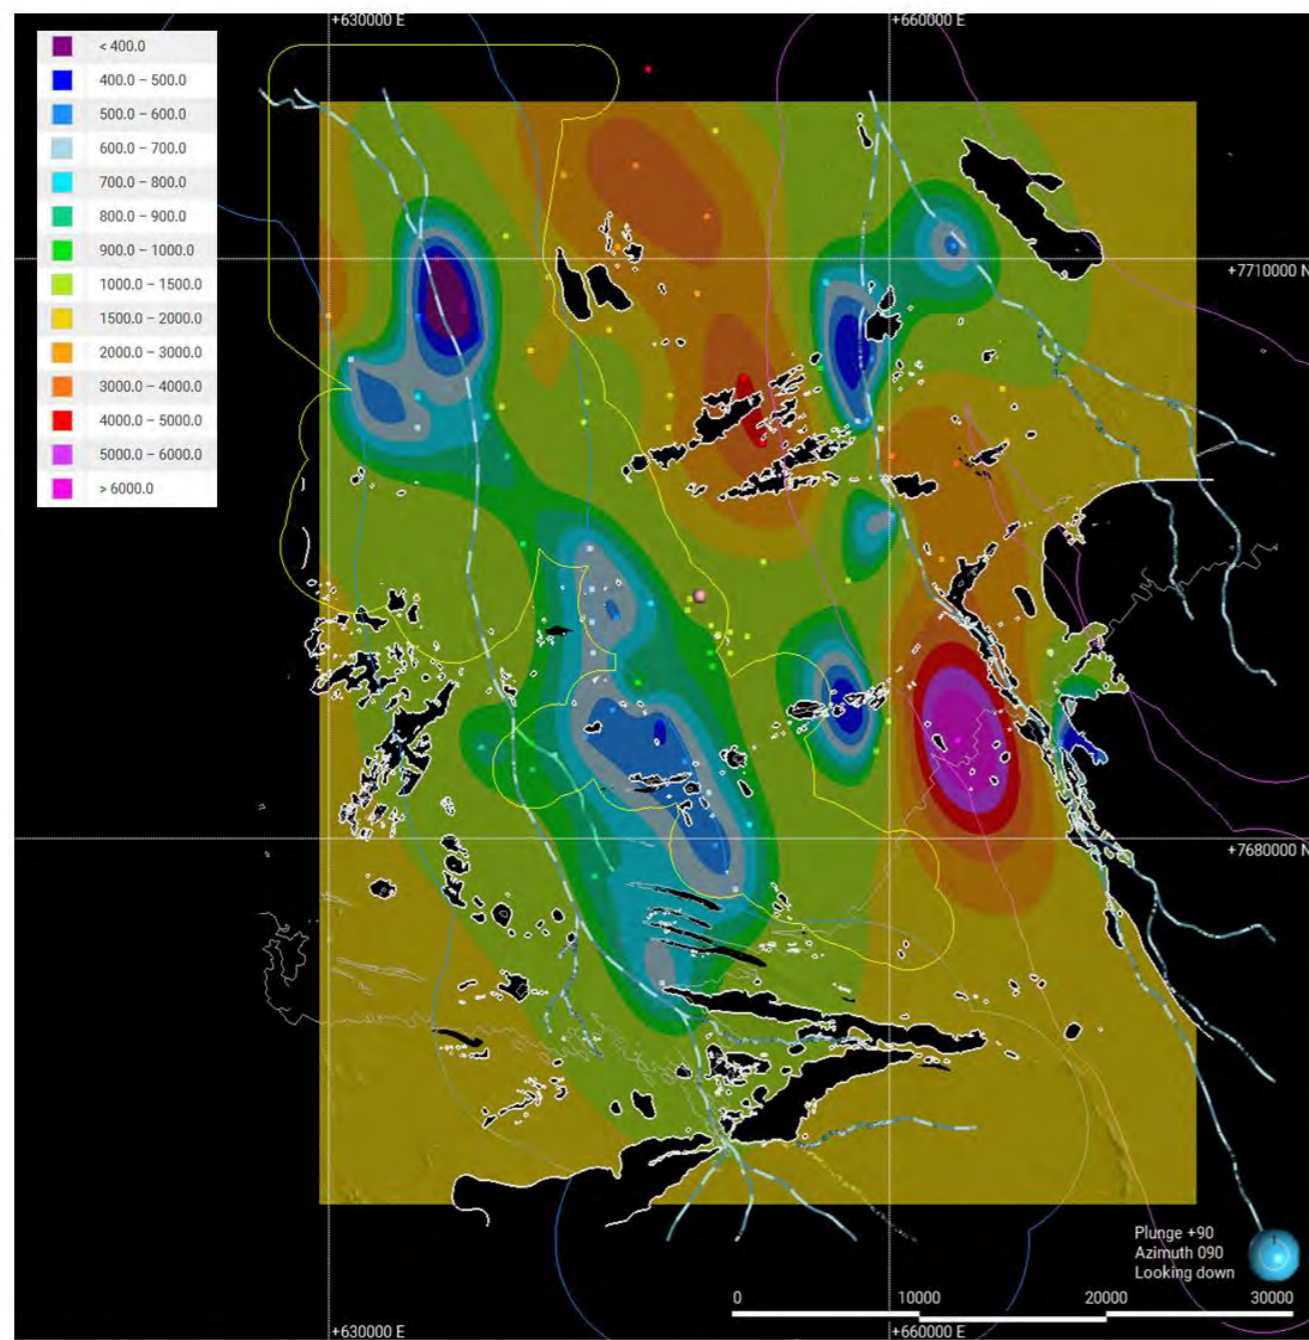 +630000 E
+660000 E
< 400.0
400.0 – 500.0
500.0 – 600.0
600.0 – 700.0
700.0 – 800.0
800.0 – 900.0
900.0 – 1000.0
1000.0 – 1500.0
1500.0 – 2000.0
2000.0 – 3000.0
3000.0 – 4000.0
4000.0 – 5000.0
5000.0 – 6000.0
> 6000.0
+7710000 N
+7680000 N
Plunge +90
Azimuth 090
Looking down
0 10000 20000 30000
+630000 E
+660000 E